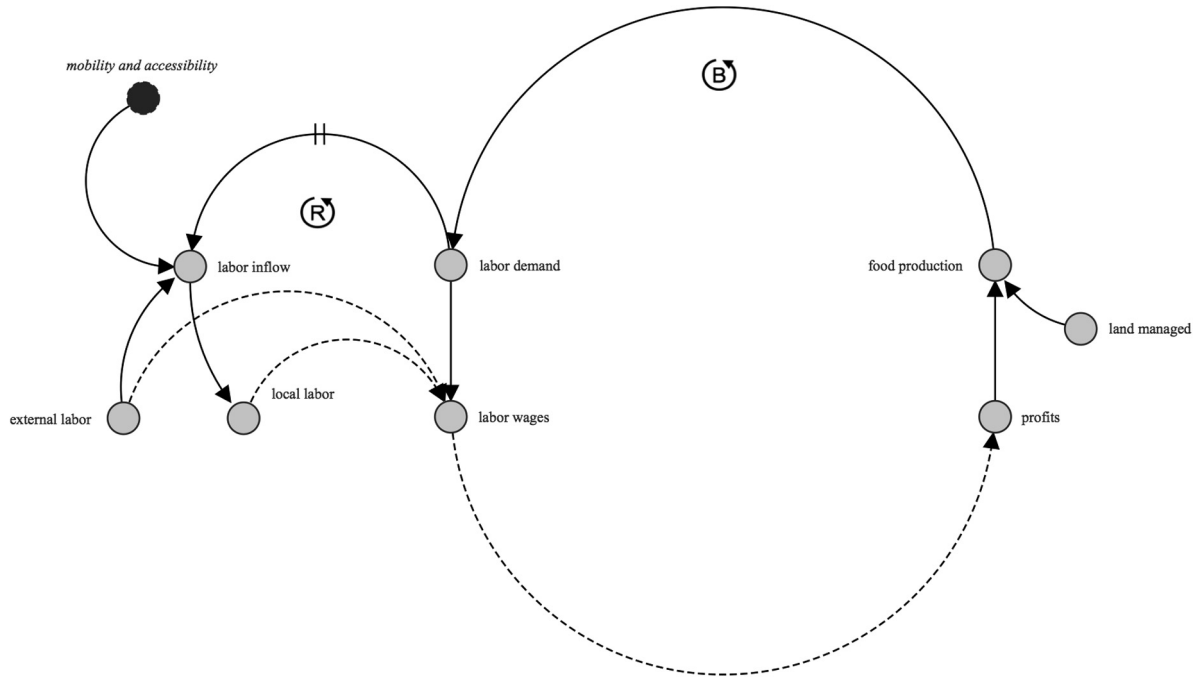 mobility and accessibility
B
R
labor inflow
labor demand
food production
land managed
external labor
local labor
labor wages
profits